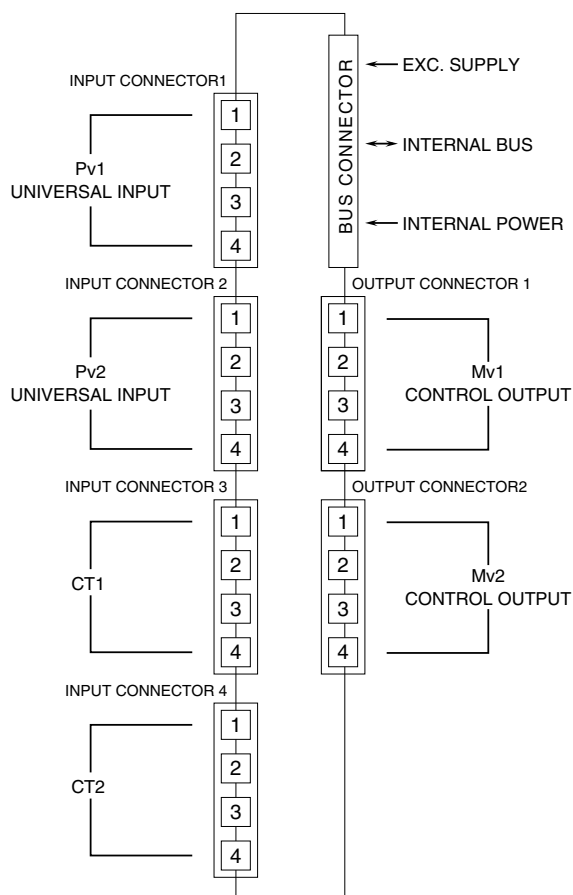 INPUT CONNECTOR1
1
2
3
4
Pv1
UNIVERSAL INPUT
INPUT CONNECTOR 2
1
2
3
4
Pv2
UNIVERSAL INPUT
INPUT CONNECTOR 3
1
2
3
4
CT1
INPUT CONNECTOR 4
1
2
3
4
CT2
BUS CONNECTOR
EXC. SUPPLY
INTERNAL BUS
INTERNAL POWER
OUTPUT CONNECTOR 1
1
2
3
4
Mv1
CONTROL OUTPUT
OUTPUT CONNECTOR2
1
2
3
4
Mv2
CONTROL OUTPUT